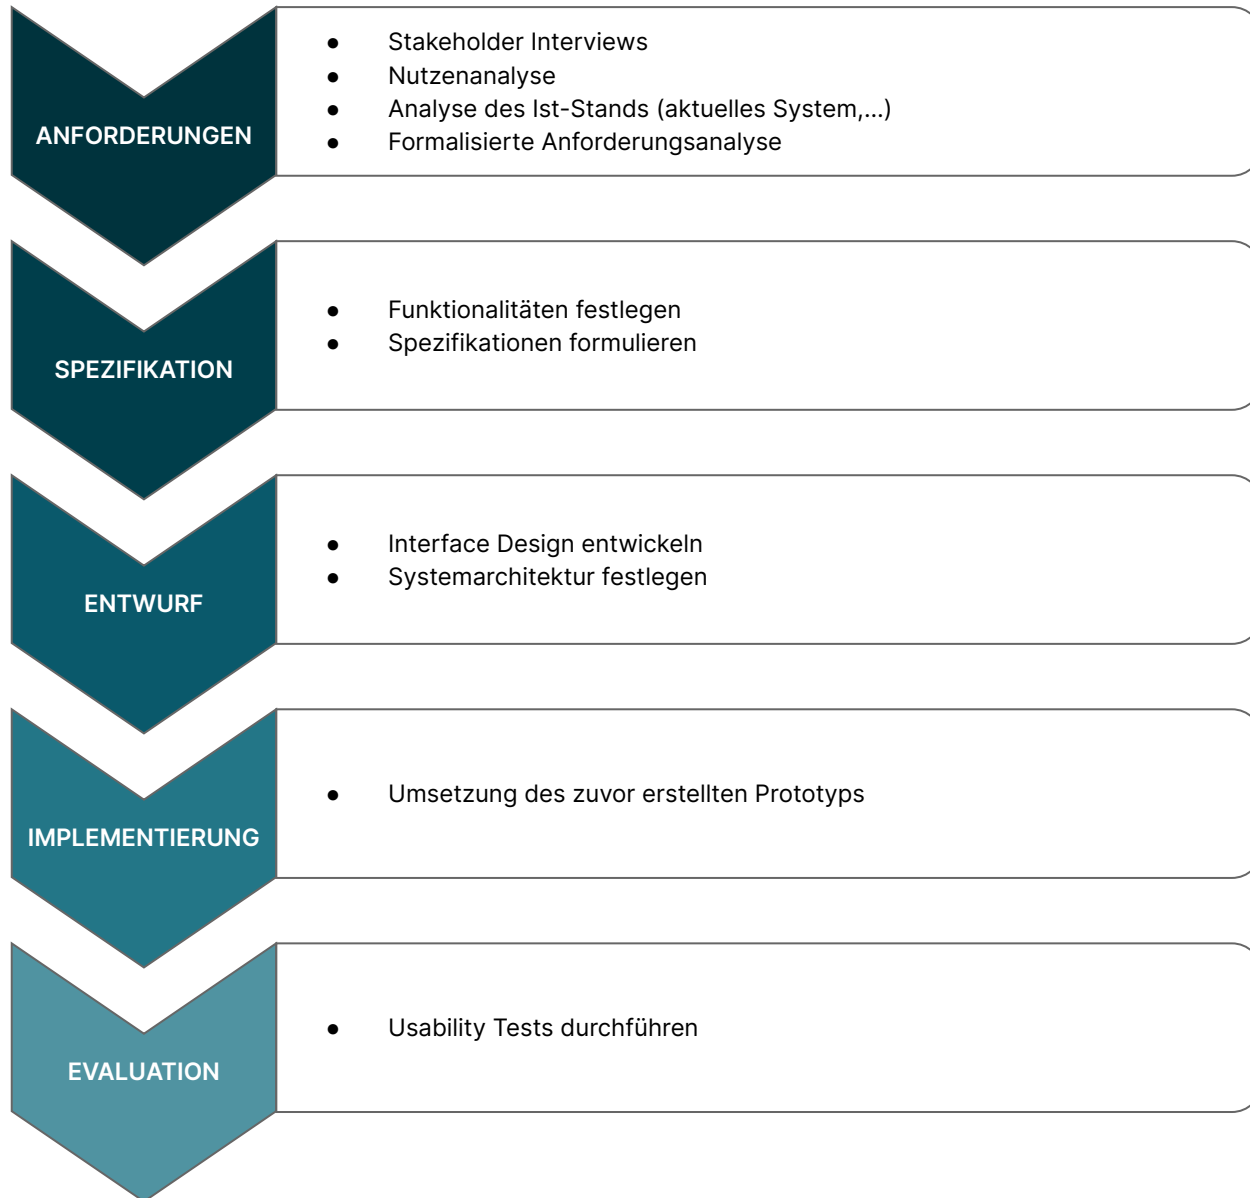 ANFORDERUNGEN
● Stakeholder Interviews
● Nutzenanalyse
● Analyse des Ist-Stands (aktuelles System,...)
● Formalisierte Anforderungsanalyse
SPEZIFIKATION
● Funktionalitäten festlegen
● Spezifikationen formulieren
ENTWURF
● Interface Design entwickeln
● Systemarchitektur festlegen
IMPLEMENTIERUNG
● Umsetzung des zuvor erstellten Prototyps
EVALUATION
● Usability Tests durchführen